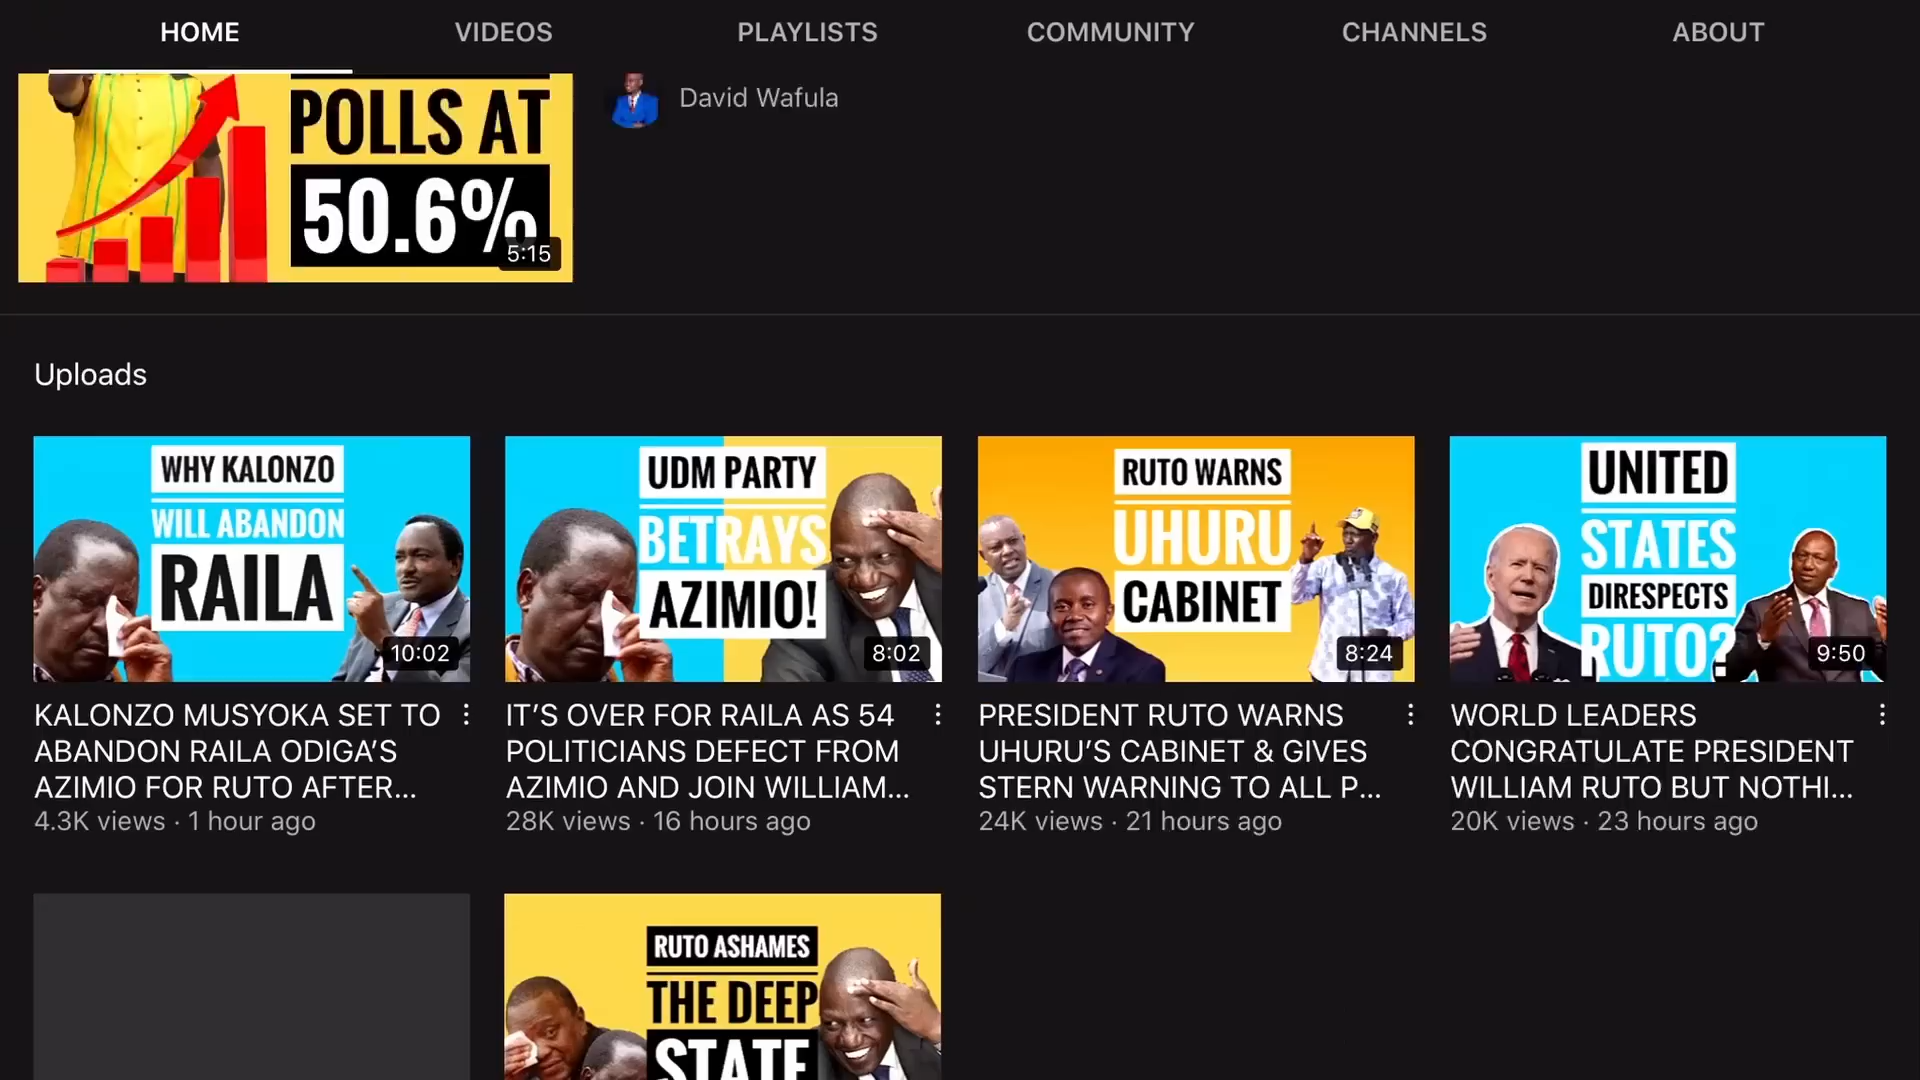 HOME
VIDEOS
PLAYLISTS
COMMUNITY
CHANNELS
ABOUT
POLLS AT
50.6%
5:15
David Wafula
Uploads
WHY KALONZO
WILL ABANDON
RAILA
10:02
UDM PARTY
BETRAYS
AZIMIO!
8:02
RUTO WARNS
UHURU
CABINET
8:24
UNITED
STATES
DIRESPECTS
RUTO?
9:50
KALONZO MUSYOKA SET TO
ABANDON RAILA ODIGA’S
AZIMIO FOR RUTO AFTER...
4.3K views · 1 hour ago
IT’S OVER FOR RAILA AS 54
POLITICIANS DEFECT FROM
AZIMIO AND JOIN WILLIAM...
28K views · 16 hours ago
PRESIDENT RUTO WARNS
UHURU’S CABINET & GIVES
STERN WARNING TO ALL P...
24K views · 21 hours ago
WORLD LEADERS
CONGRATULATE PRESIDENT
WILLIAM RUTO BUT NOTHI...
20K views · 23 hours ago
RUTO ASHAMES
THE DEEP
STATE